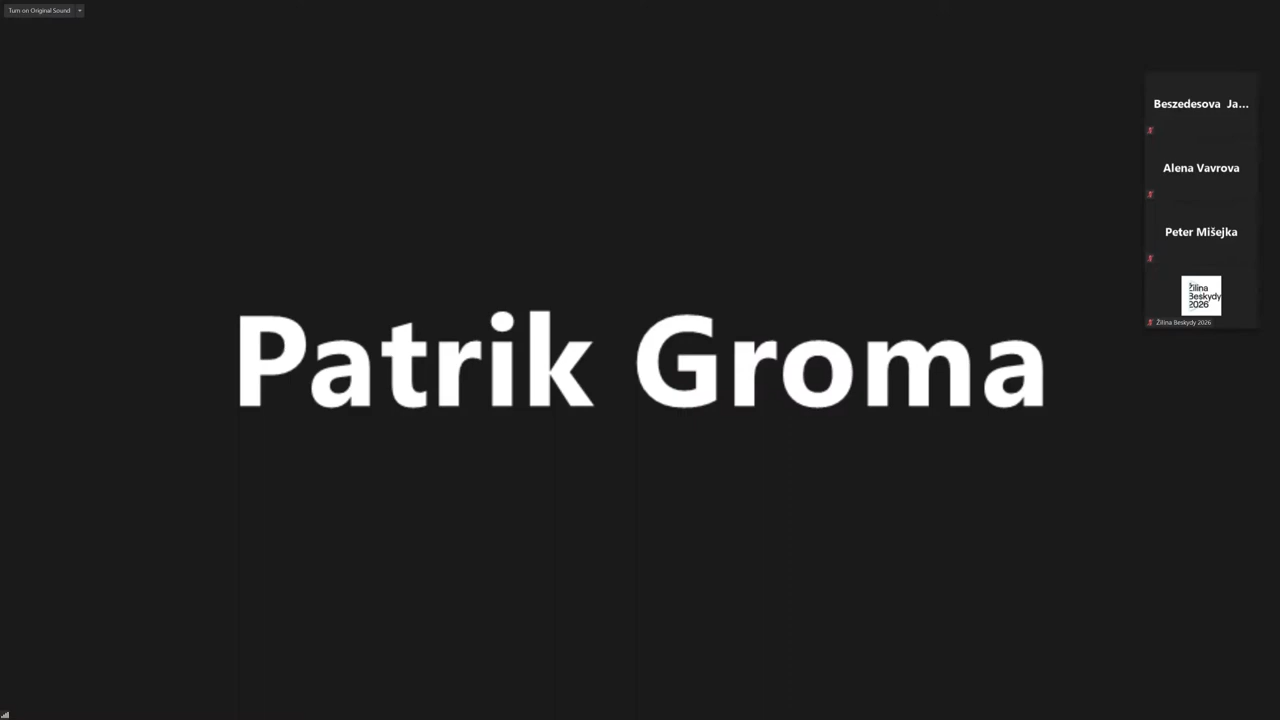 Turn on Original Sound
Beszedesova Ja...
Alena Vavrova
Peter Mišejka
Žilina
Beskydy
2026
Žilina Beskydy 2026
Patrik Groma